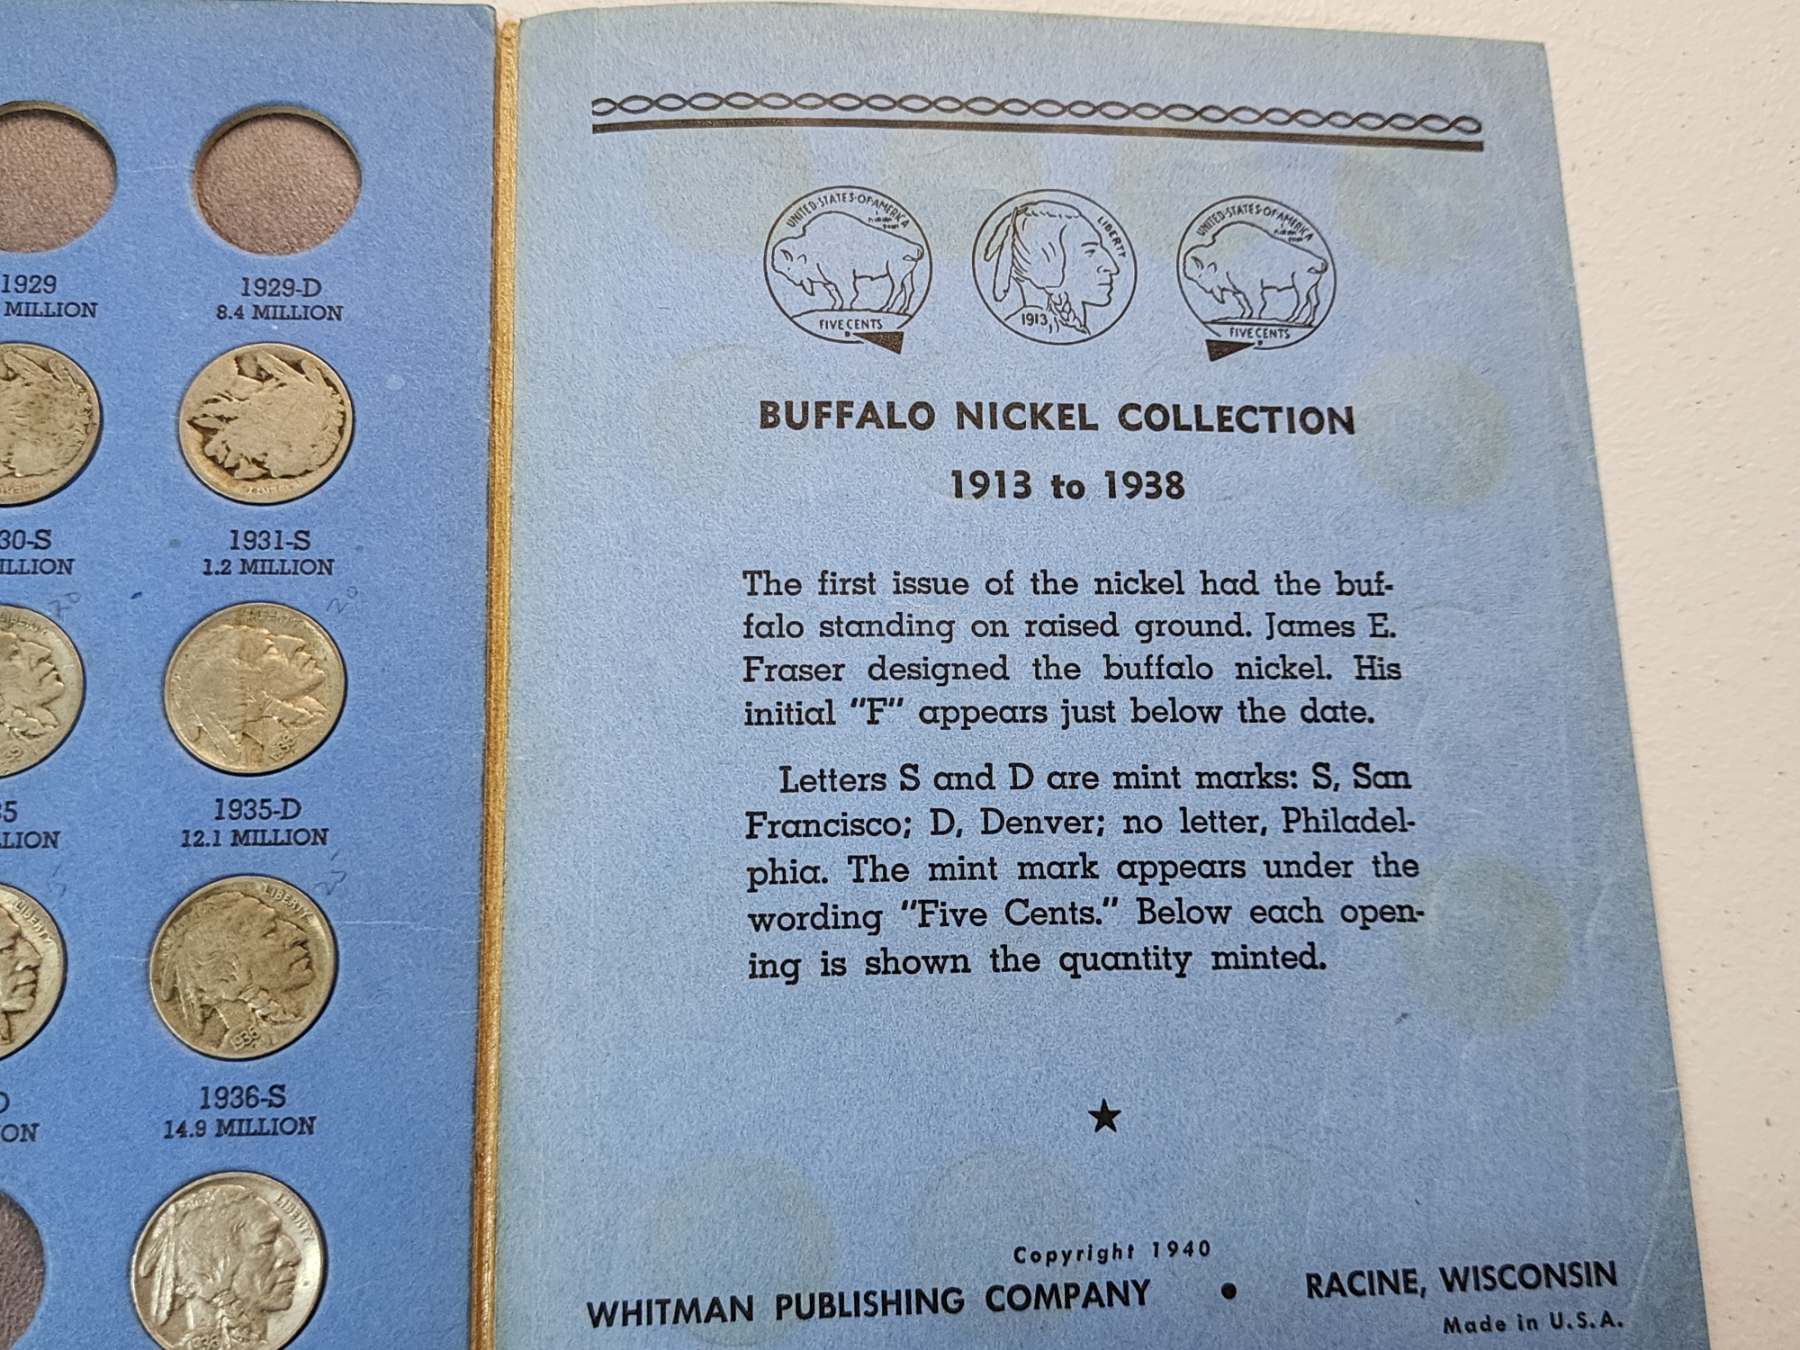 1929
MILLION
1929-D
8.4 MILLION
30-S
ILLION
1931-S
1.2 MILLION
35
LLION
1935-D
12.1 MILLION
D
ON
1936-S
14.9 MILLION
LIBERTY
LIBERTY
LIBERTY
UNITED·STATES·OF·AMERICA
FIVE CENTS
LIBERTY
1913
UNITED·STATES·OF·AMERICA
FIVE CENTS
BUFFALO NICKEL COLLECTION
1913 to 1938
The first issue of the nickel had the buf-
falo standing on raised ground. James E.
Fraser designed the buffalo nickel. His
initial "F" appears just below the date.
Letters S and D are mint marks: S, San
Francisco; D, Denver; no letter, Philadel-
phia. The mint mark appears under the
wording "Five Cents." Below each open-
ing is shown the quantity minted.
Copyright 1940
WHITMAN PUBLISHING COMPANY • RACINE, WISCONSIN
Made in U.S.A.